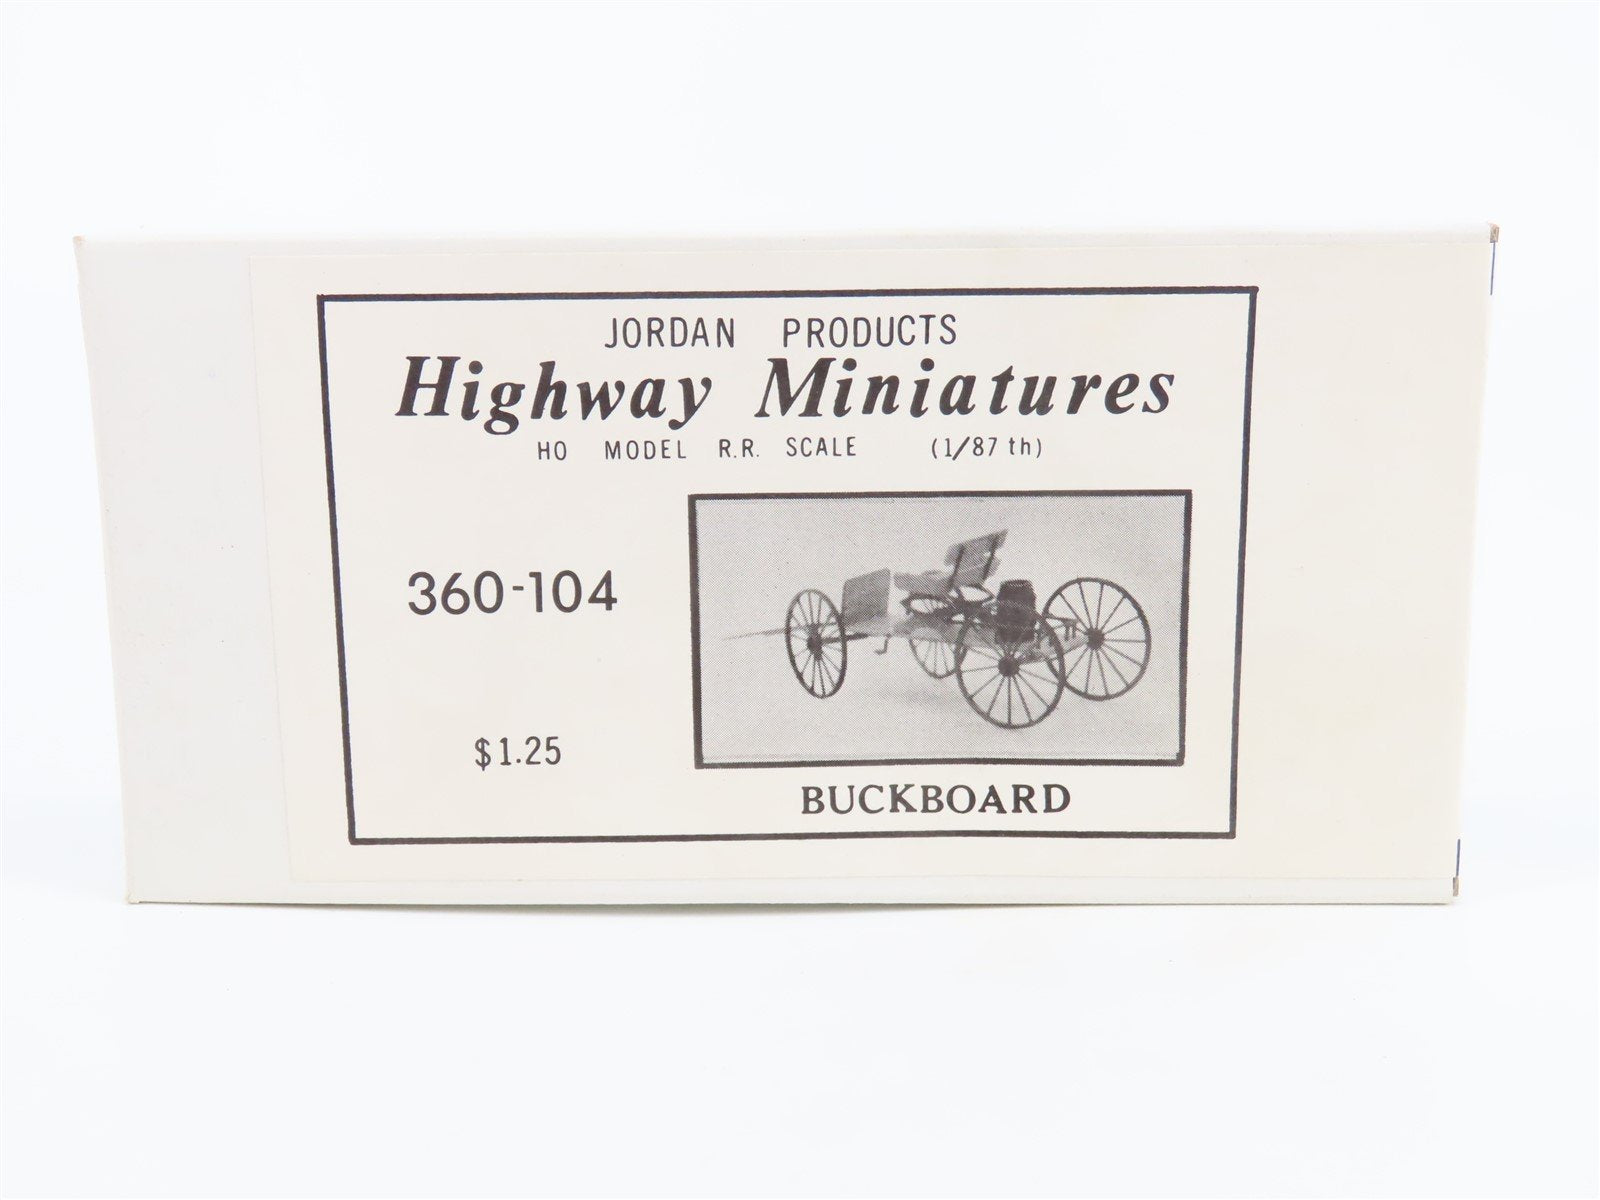 JORDAN PRODUCTS
Highway Miniatures
HO MODEL R.R. SCALE (1/87 th)
360-104
$1.25
BUCKBOARD